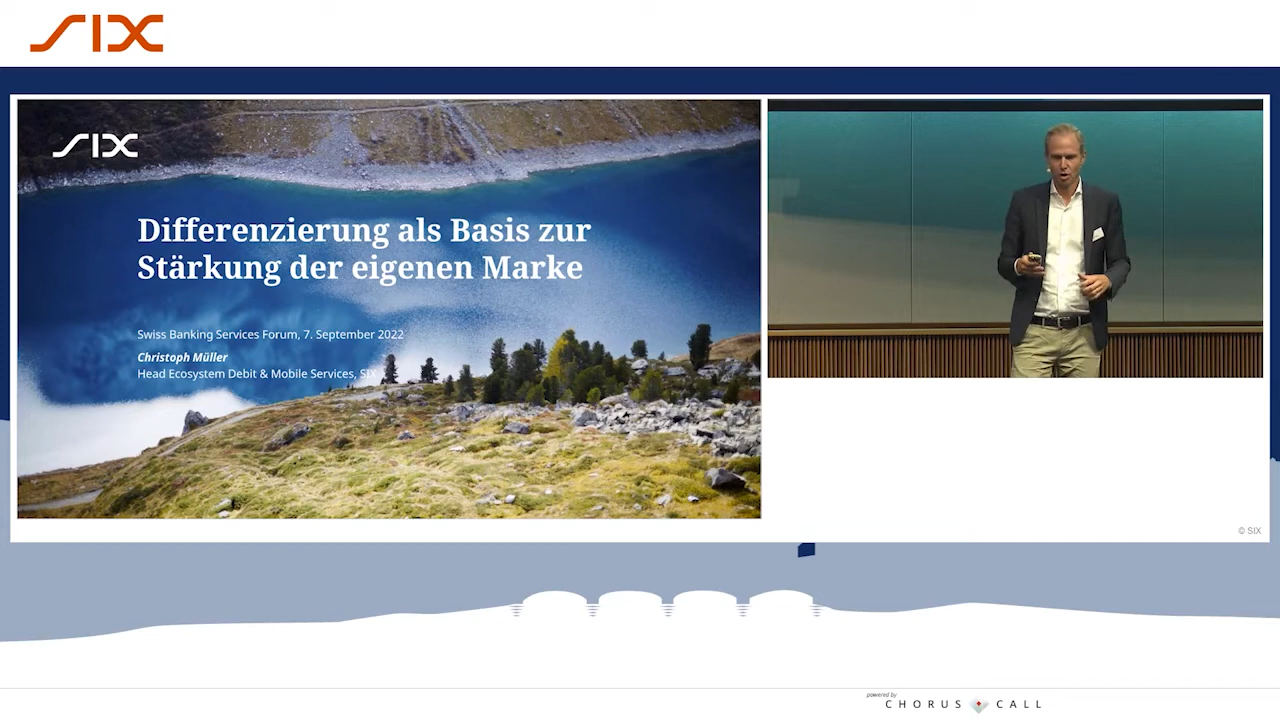 SIX
SIX
Differenzierung als Basis zur
Stärkung der eigenen Marke
Swiss Banking Services Forum, 7. September 2022
Christoph Müller
Head Ecosystem Debit & Mobile Services, SIX
© SIX
powered by
CHORUS CALL